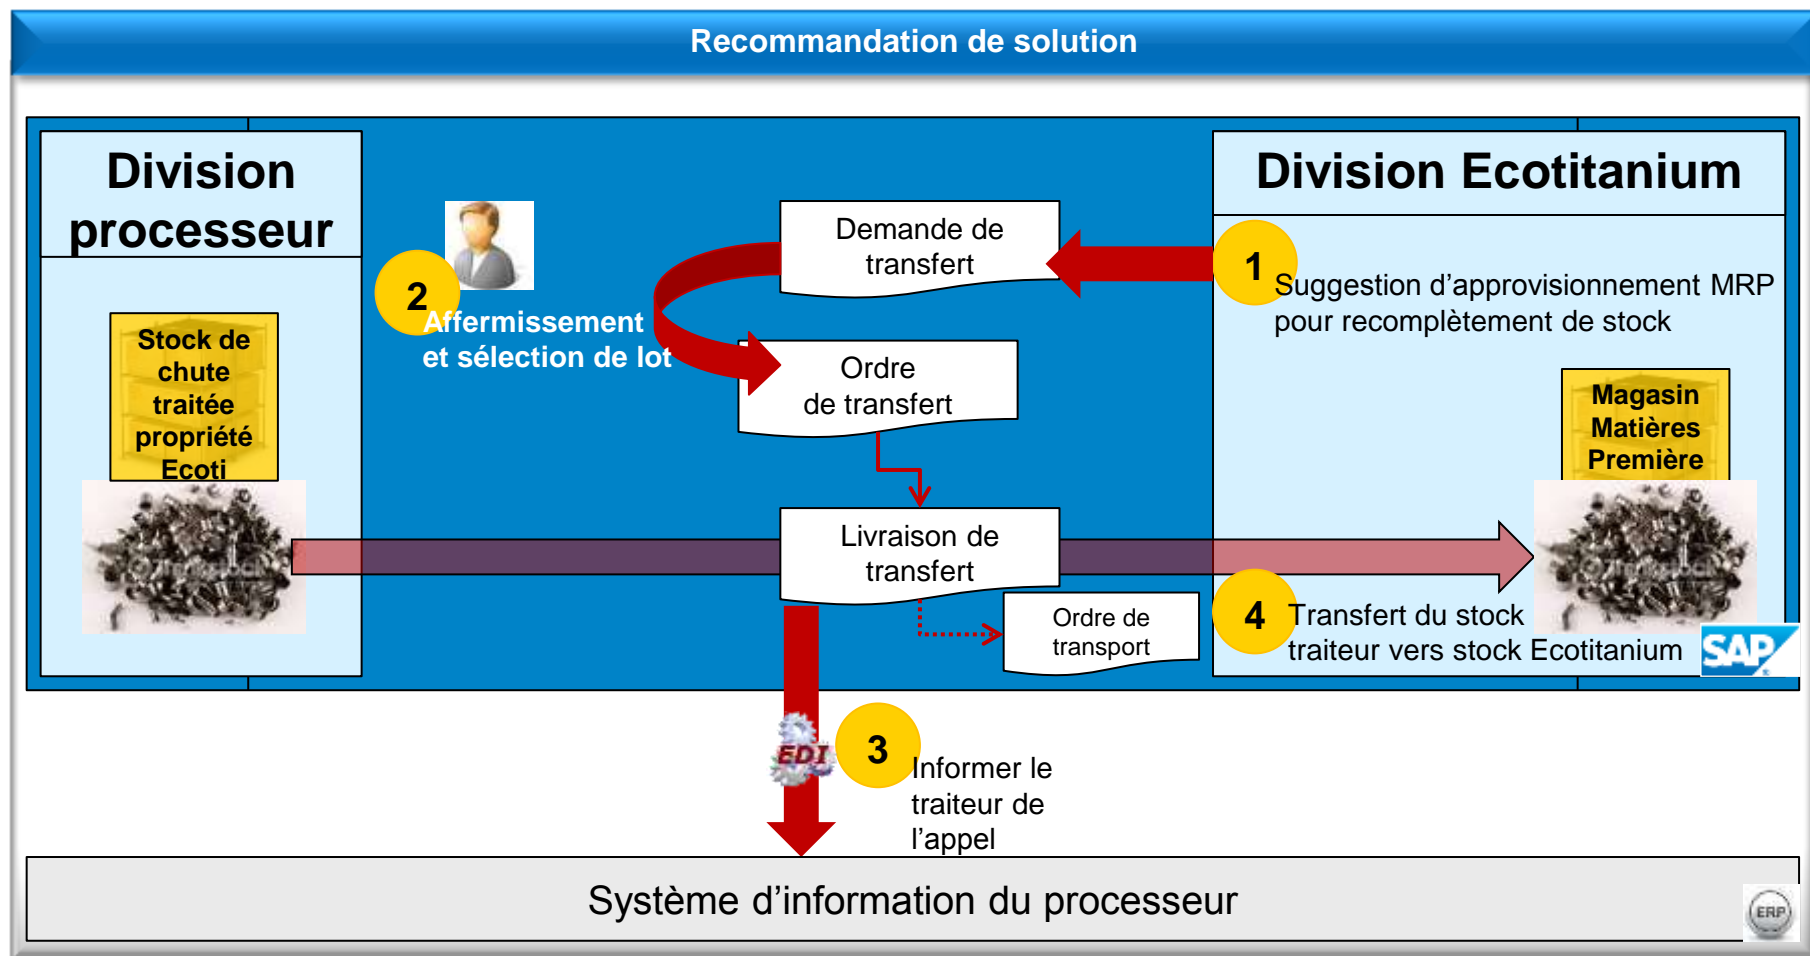 Recommandation de solution
Division
processeur
Stock de
chute
traitée
propriété
Ecoti
2
Affermissement
et sélection de lot
Demande de
transfert
Ordre
de transfert
Livraison de
transfert
Ordre de
transport
Division Ecotitanium
1
Suggestion d’approvisionnement MRP
pour recomplètement de stock
Magasin
Matières
Première
4
Transfert du stock
traiteur vers stock Ecotitanium
SAP
EDI
3
Informer le
traiteur de
l’appel
Système d’information du processeur
ERP